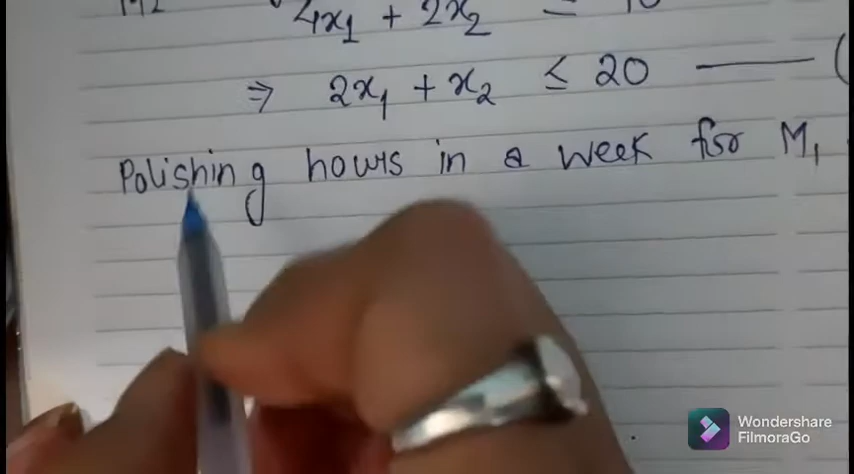 4x₁ + 2x₂
⇒ 2x₁ + x₂ ≤ 20 —— (
Polishing hours in a week for M₁
Wondershare
FilmoraGo